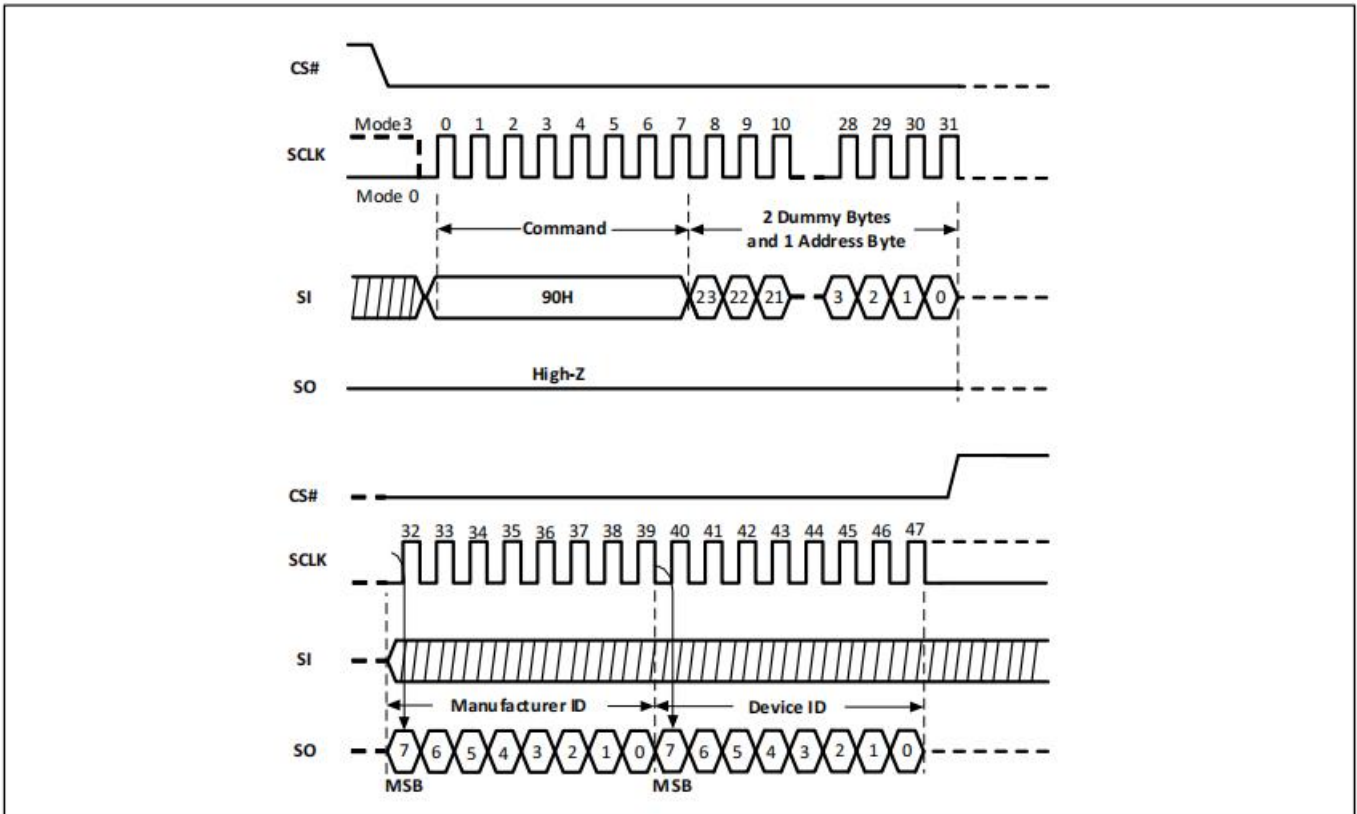 CS#
Mode3 0 1 2 3 4 5 6 7 8 9 10 28 29 30 31
SCLK
Mode 0
Command
2 Dummy Bytes
and 1 Address Byte
SI 90H 23 22 21 3 2 1 0
High-Z
SO
CS#
32 33 34 35 36 37 38 39 40 41 42 43 44 45 46 47
SCLK
SI
Manufacturer ID Device ID
SO 7 6 5 4 3 2 1 0 7 6 5 4 3 2 1 0
MSB MSB